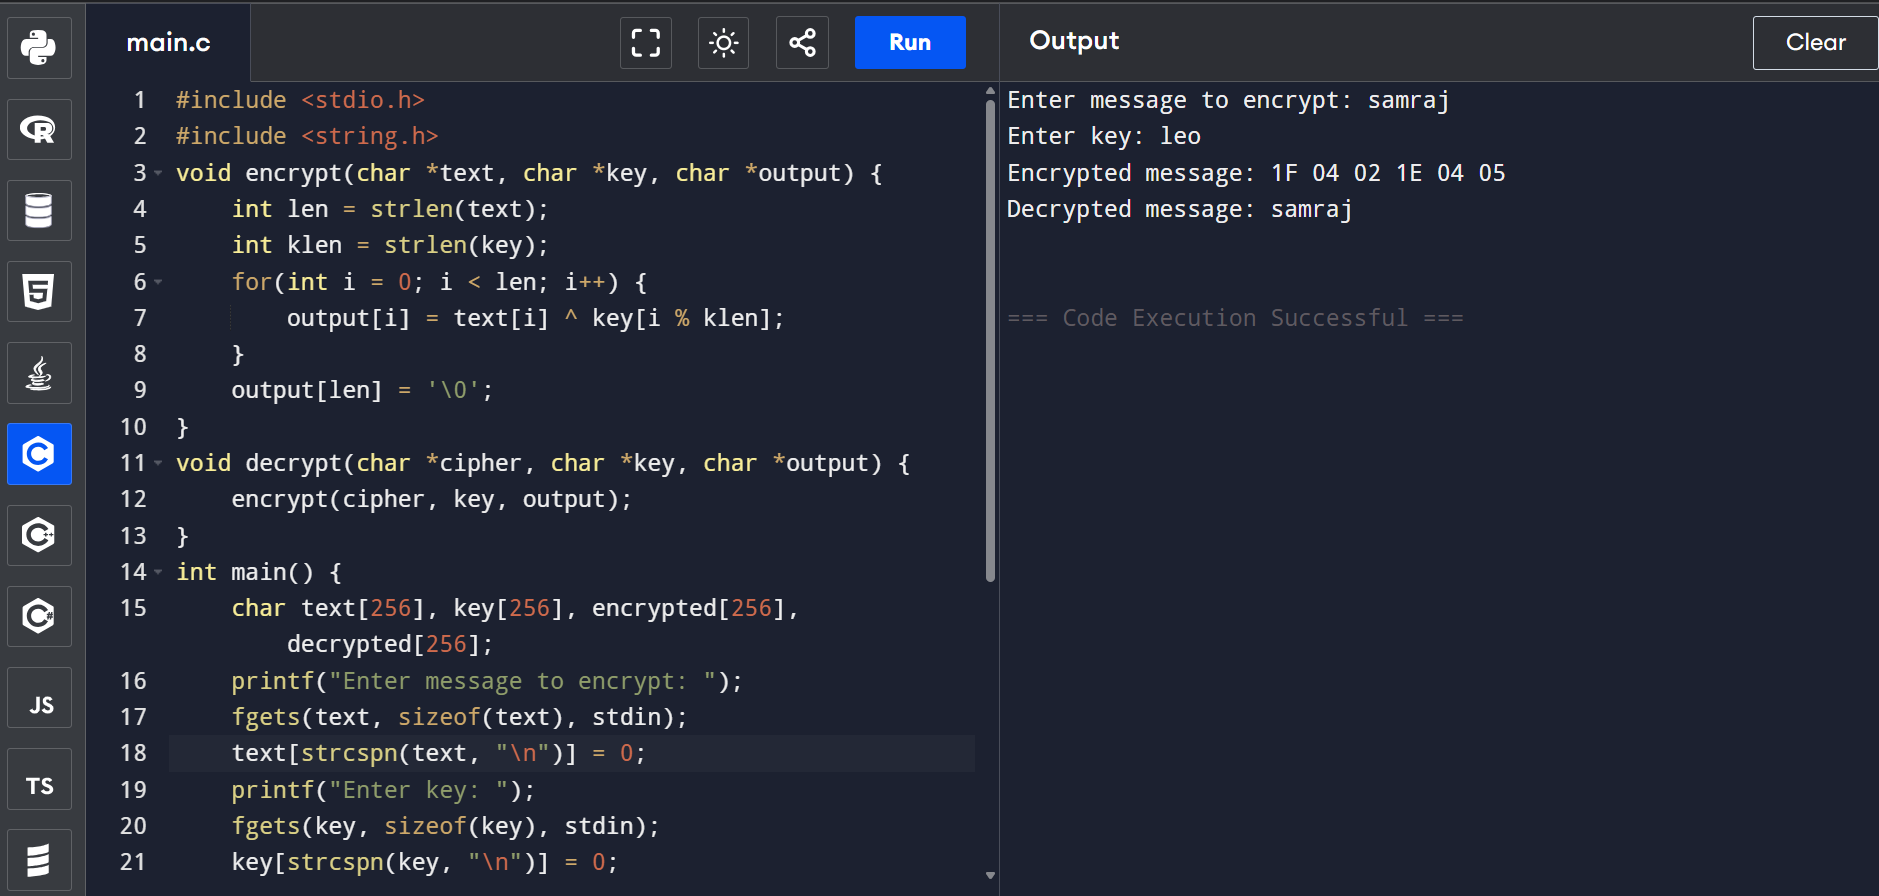 main.c
Run
Output
Clear
1 #include <stdio.h>
2 #include <string.h>
3 void encrypt(char *text, char *key, char *output) {
4     int len = strlen(text);
5     int klen = strlen(key);
6     for(int i = 0; i < len; i++) {
7         output[i] = text[i] ^ key[i % klen];
8     }
9     output[len] = '\0';
10 }
11 void decrypt(char *cipher, char *key, char *output) {
12     encrypt(cipher, key, output);
13 }
14 int main() {
15     char text[256], key[256], encrypted[256],
        decrypted[256];
16     printf("Enter message to encrypt: ");
17     fgets(text, sizeof(text), stdin);
18     text[strcspn(text, "\n")] = 0;
19     printf("Enter key: ");
20     fgets(key, sizeof(key), stdin);
21     key[strcspn(key, "\n")] = 0;
Enter message to encrypt: samraj
Enter key: leo
Encrypted message: 1F 04 02 1E 04 05
Decrypted message: samraj
=== Code Execution Successful ===
R
5
C
C++
C#
JS
TS